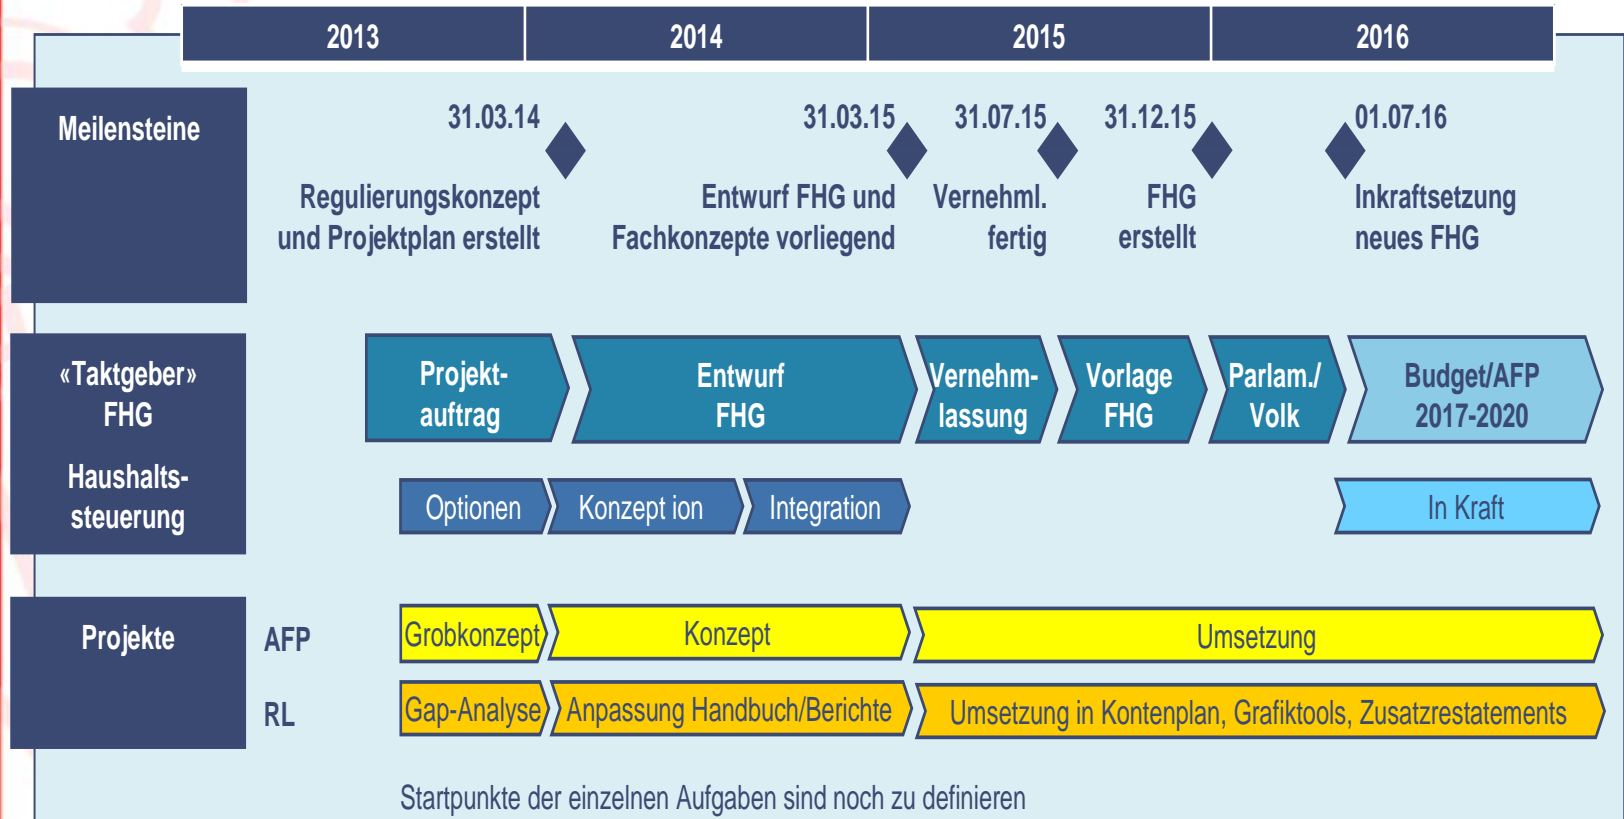 2013 2014 2015 2016
Meilensteine
31.03.14 31.03.15 31.07.15 31.12.15 01.07.16
Regulierungskonzept
und Projektplan erstellt
Entwurf FHG und
Fachkonzepte vorliegend
Vernehml.
fertig
FHG
erstellt
Inkraftsetzung
neues FHG
«Taktgeber»
FHG
Projekt-
auftrag
Entwurf
FHG
Vernehm-
lassung
Vorlage
FHG
Parlam./
Volk
Budget/AFP
2017-2020
Haushalts-
steuerung
Optionen
Konzept ion
Integration
In Kraft
Projekte
AFP
Grobkonzept
Konzept
Umsetzung
RL
Gap-Analyse
Anpassung Handbuch/Berichte
Umsetzung in Kontenplan, Grafiktools, Zusatzrestatements
Startpunkte der einzelnen Aufgaben sind noch zu definieren